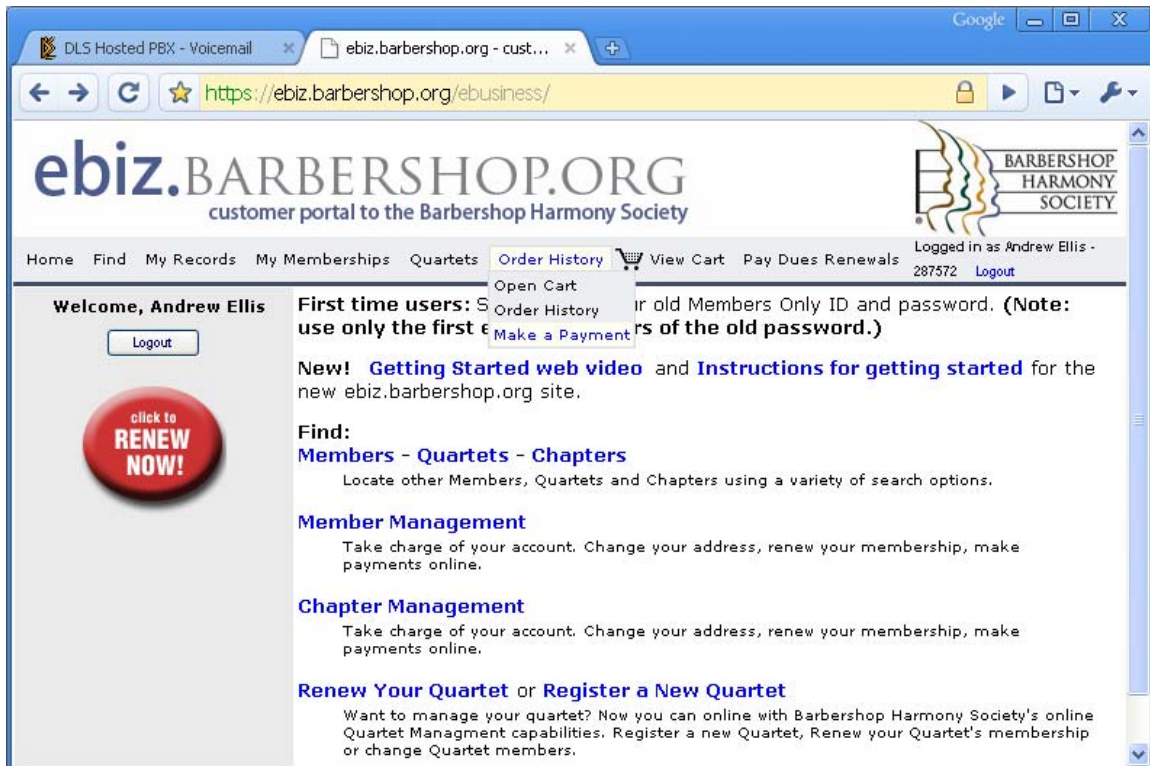 Google
DLS Hosted PBX - Voicemail
ebiz.barbershop.org - cust...
https://ebiz.barbershop.org/ebusiness/
ebiz.BARBERSHOP.ORG
customer portal to the Barbershop Harmony Society
BARBERSHOP
HARMONY
SOCIETY
Home Find My Records My Memberships Quartets Order History View Cart Pay Dues Renewals
Logged in as Andrew Ellis -
287572 Logout
Open Cart
Order History
Make a Payment
Welcome, Andrew Ellis
Logout
click to
RENEW
NOW!
First time users: S r old Members Only ID and password. (Note:
use only the first e rs of the old password.)
New! Getting Started web video and Instructions for getting started for the
new ebiz.barbershop.org site.
Find:
Members - Quartets - Chapters
Locate other Members, Quartets and Chapters using a variety of search options.
Member Management
Take charge of your account. Change your address, renew your membership, make
payments online.
Chapter Management
Take charge of your account. Change your address, renew your membership, make
payments online.
Renew Your Quartet or Register a New Quartet
Want to manage your quartet? Now you can online with Barbershop Harmony Society's online
Quartet Managment capabilities. Register a new Quartet, Renew your Quartet's membership
or change Quartet members.